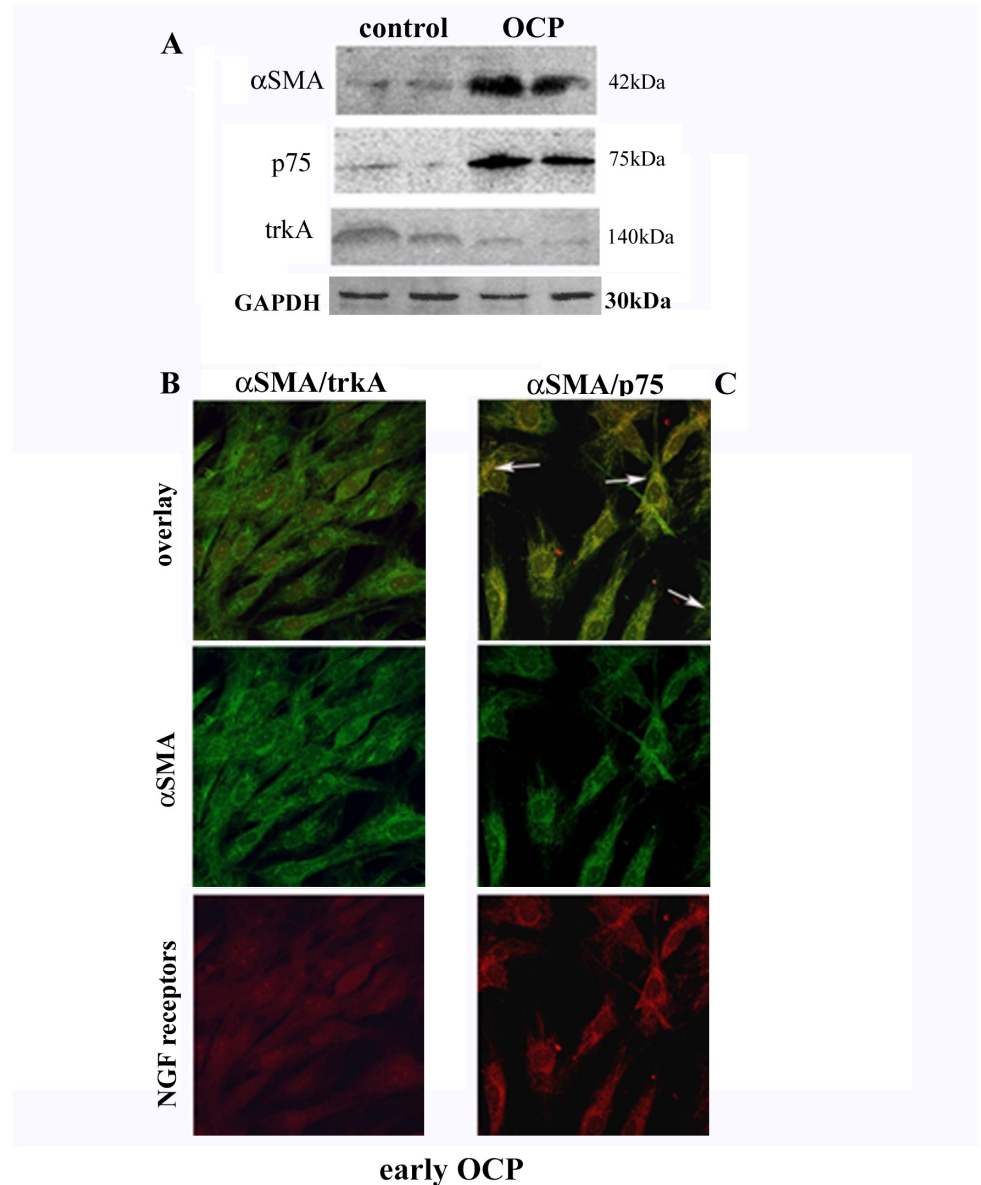 control OCP
A
αSMA 42kDa
p75 75kDa
trkA 140kDa
GAPDH 30kDa
B αSMA/trkA αSMA/p75 C
overlay
αSMA
NGF receptors
early OCP